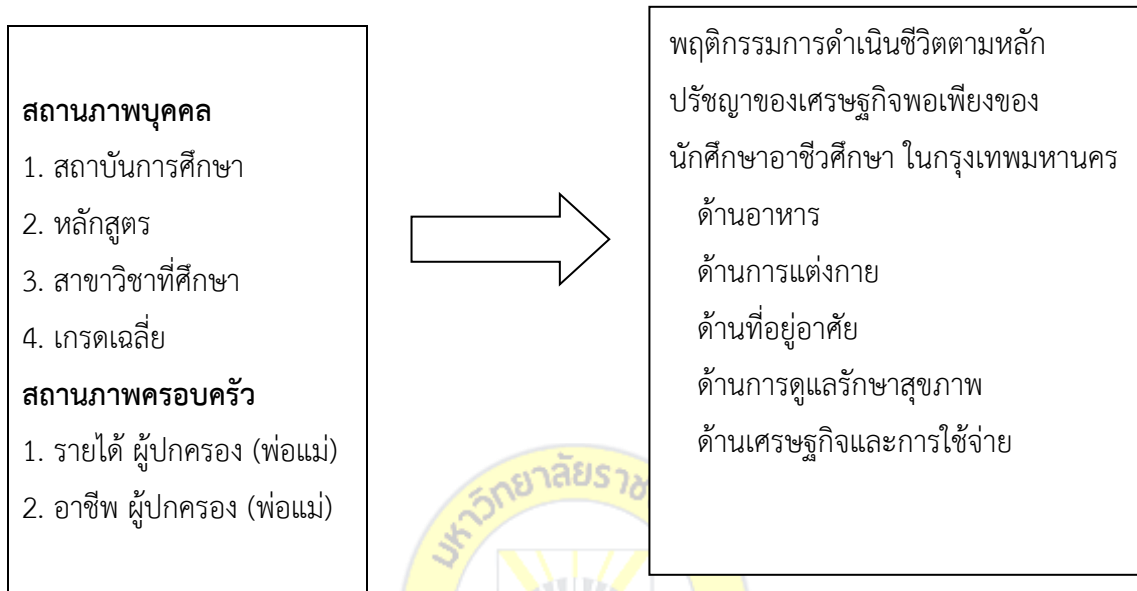 สถานภาพบุคคล
1. สถาบันการศึกษา
2. หลักสูตร
3. สาขาวิชาที่ศึกษา
4. เกรดเฉลี่ย
สถานภาพครอบครัว
1. รายได้ ผู้ปกครอง (พ่อแม่)
2. อาชีพ ผู้ปกครอง (พ่อแม่)
พฤติกรรมการดำเนินชีวิตตามหลัก
ปรัชญาของเศรษฐกิจพอเพียงของ
นักศึกษาอาชีวศึกษา ในกรุงเทพมหานคร
ด้านอาหาร
ด้านการแต่งกาย
ด้านที่อยู่อาศัย
ด้านการดูแลรักษาสุขภาพ
ด้านเศรษฐกิจและการใช้จ่าย